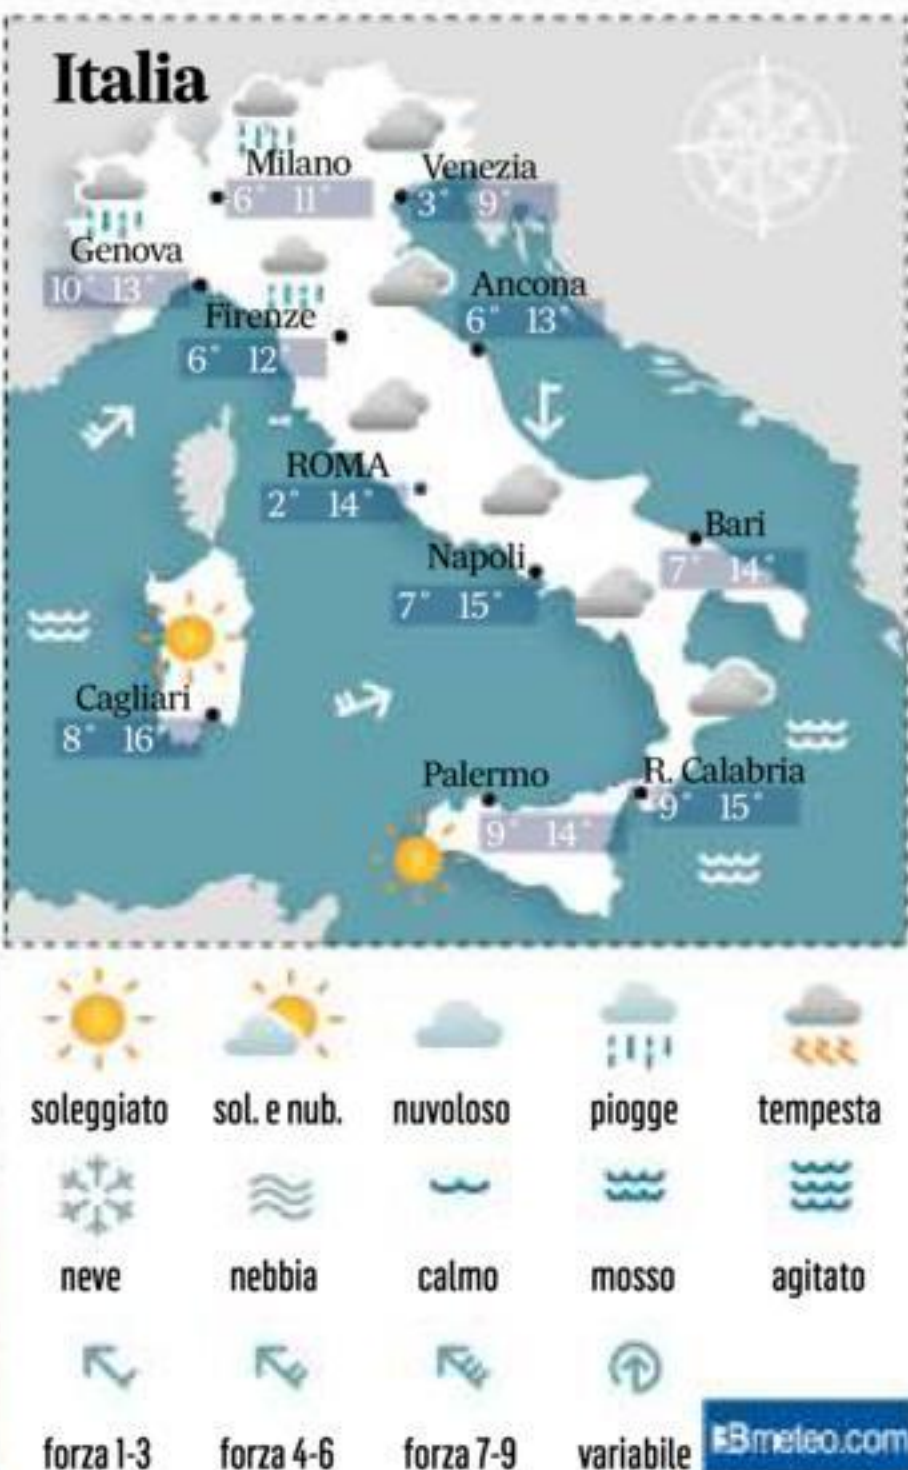 Italia
Milano
6° 11°
Venezia
3° 9°
Genova
10° 13°
Firenze
6° 12°
Ancona
6° 13°
ROMA
2° 14°
Napoli
7° 15°
Bari
7° 14°
Cagliari
8° 16°
Palermo
9° 14°
R. Calabria
9° 15°
soleggiato sol. e nub. nuvoloso piogge tempesta
neve nebbia calmo mosso agitato
forza 1-3 forza 4-6 forza 7-9 variabile
3Bmeteo.com